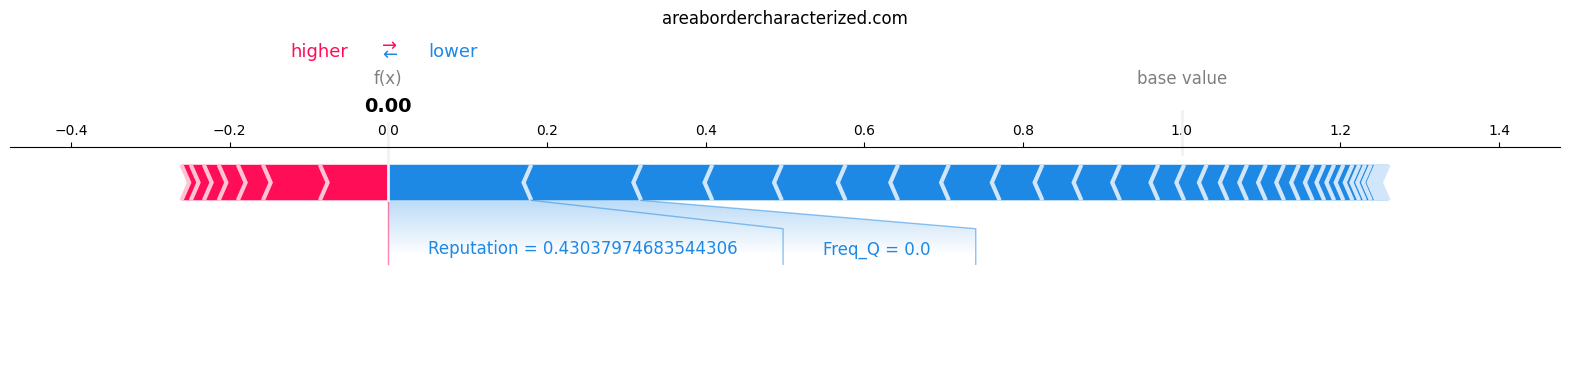 areabordercharacterized.com
higher → ← lower
f(x) base value
0.00
−0.4 −0.2 0.0 0.2 0.4 0.6 0.8 1.0 1.2 1.4
Reputation = 0.43037974683544306 Freq_Q = 0.0